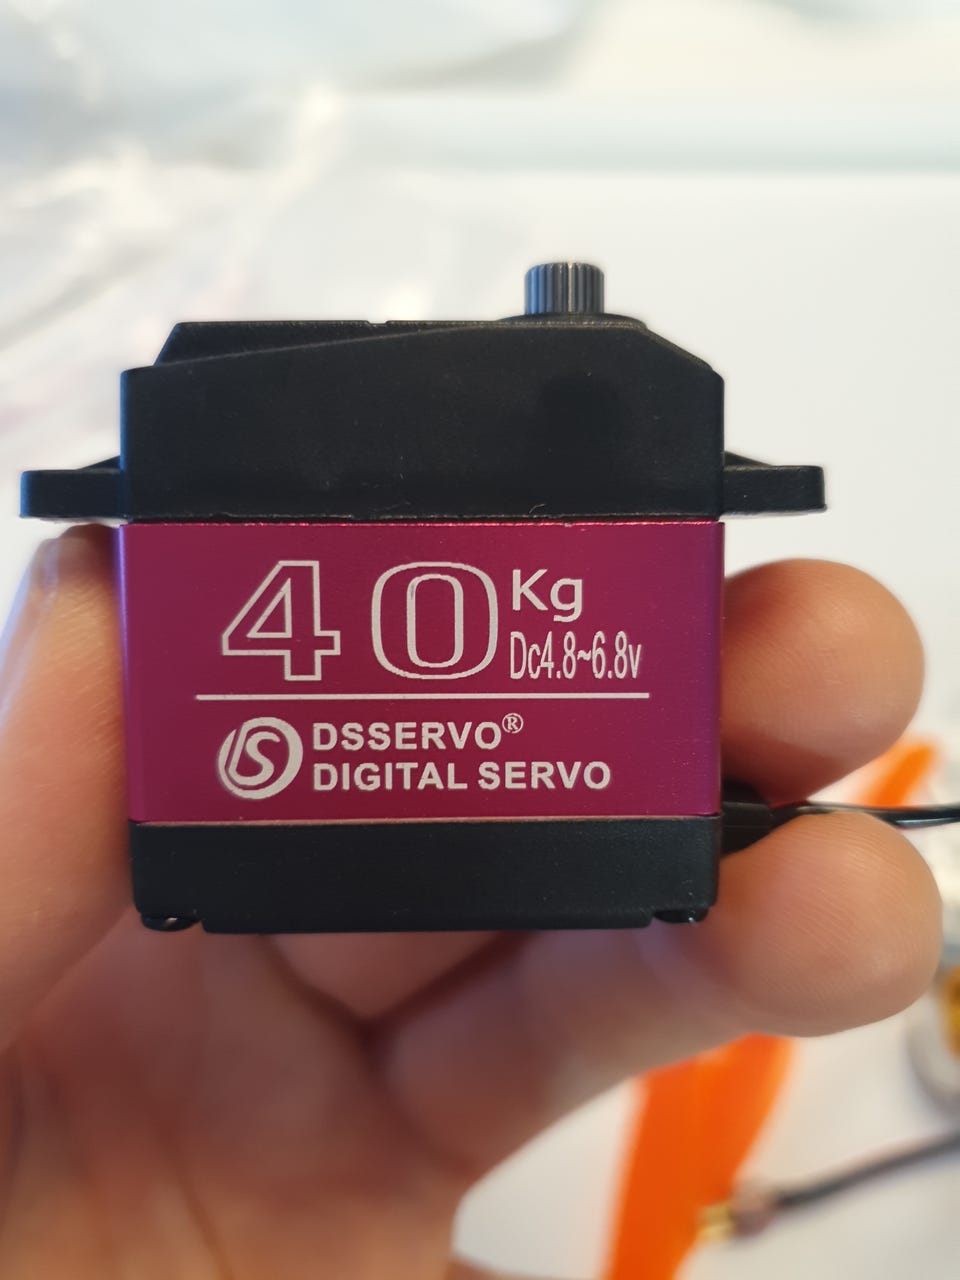 40 Kg
Dc4.8~6.8v
DSSERVO®
DIGITAL SERVO